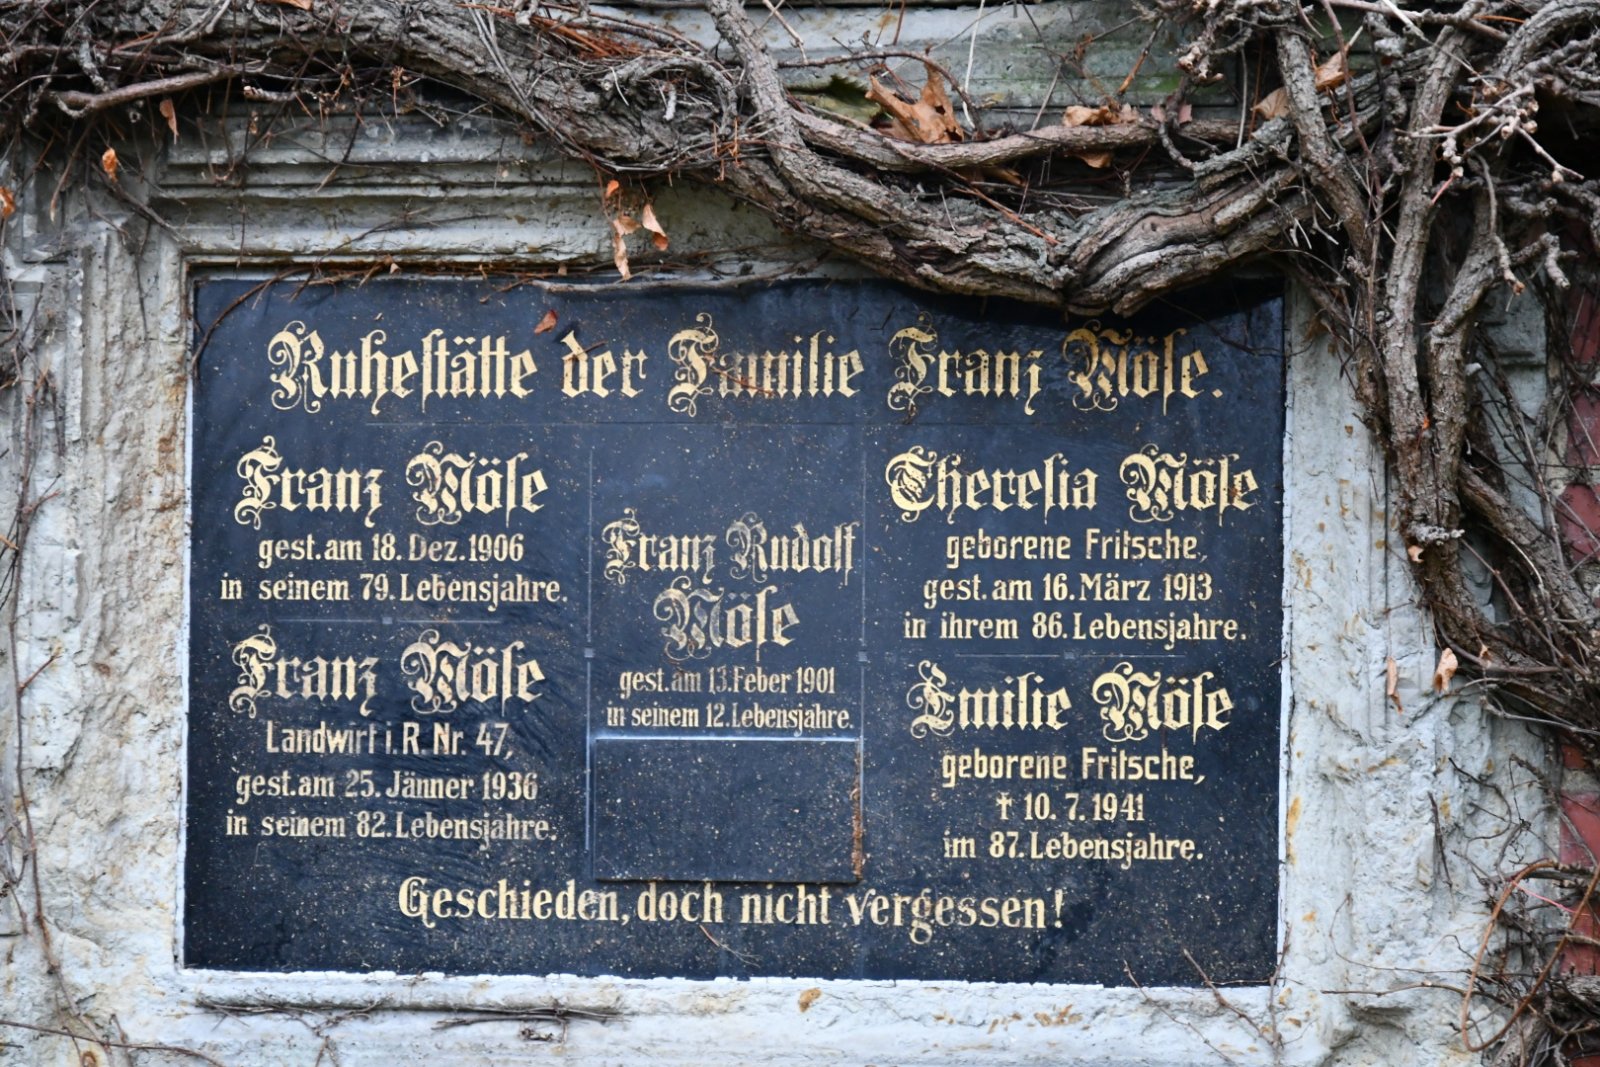 Ruhestätte der Familie Franz Möse.
Franz Möse
gest. am 18. Dez. 1906
in seinem 79. Lebensjahre.
Franz Möse
Landwirt i. R. Nr. 47,
gest. am 25. Jänner 1936
in seinem 82. Lebensjahre.
Franz Rudolf
Möse
gest. am 13. Feber 1901
in seinem 12. Lebensjahre.
Theresia Möse
geborene Fritsche,
gest. am 16. März 1913
in ihrem 86. Lebensjahre.
Emilie Möse
geborene Fritsche,
† 10. 7. 1941
im 87. Lebensjahre.
Geschieden, doch nicht vergessen!